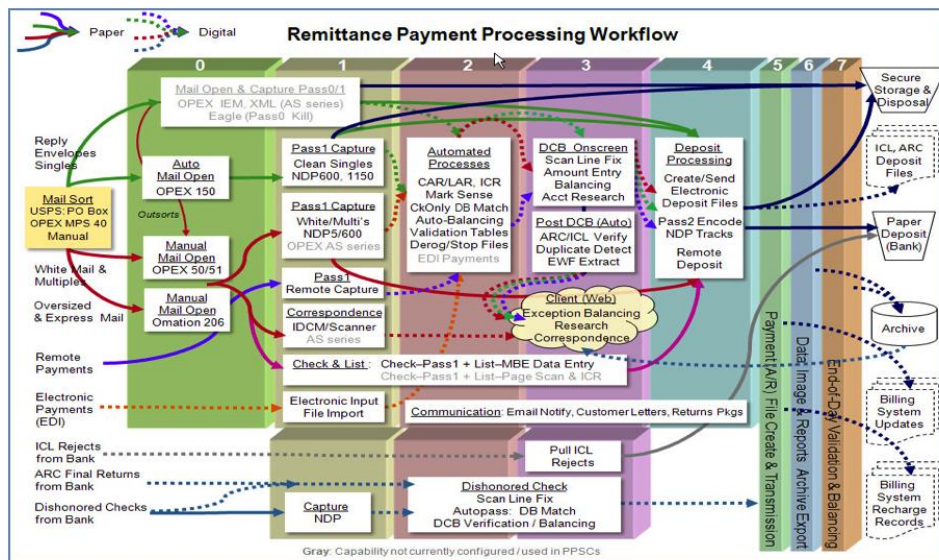 Paper
Digital
Remittance Payment Processing Workflow
0
1
2
3
4
5
6
7
Mail Open & Capture Pass0/1
OPEX IEM, XML (AS series)
Eagle (Pass0 Kill)
Secure
Storage &
Disposal
Reply
Envelopes
Singles
Auto
Mail Open
OPEX 150
Pass1 Capture
Clean Singles
NDP600, 1150
Automated
Processes
CAR/LAR, ICR
Mark Sense
CkOnly DB Match
Auto-Balancing
Validation Tables
Derog/Stop Files
EDI Payments
DCB Onscreen
Scan Line Fix
Amount Entry
Balancing
Acct Research
Deposit
Processing
Create/Send
Electronic
Deposit Files
Pass2 Encode
NDP Tracks
Remote
Deposit
ICL, ARC
Deposit
Files
Mail Sort
USPS: PO Box
OPEX MPS 40
Manual
Outsorts
Pass1 Capture
White/Multi's
NDP5/600
OPEX AS series
Post DCB (Auto)
ARC/ICL Verify
Duplicate Detect
EWF Extract
Paper
Deposit
(Bank)
Manual
Mail Open
OPEX 50/51
White Mail &
Multiples
Pass1
Remote Capture
Oversized
& Express Mail
Manual
Mail Open
Omation 206
Correspondence
IDCM/Scanner
AS series
Client (Web)
Exception Balancing
Research
Correspondence
Archive
Remote
Payments
Check & List : Check–Pass1 + List–MBE Data Entry
Check–Pass1 + List–Page Scan & ICR
Electronic
Payments
(EDI)
Electronic Input
File Import
Communication: Email Notify, Customer Letters, Returns Pkgs
Billing
System
Updates
ICL Rejects
from Bank
Pull ICL
Rejects
ARC Final Returns
from Bank
Dishonored Checks
from Bank
Capture
NDP
Dishonored Check
Scan Line Fix
Autopass: DB Match
DCB Verification / Balancing
Payment (A/R) File Create & Transmission
Data, Image & Reports Archive Export
End-of-Day Validation & Balancing
Billing
System
Recharge
Records
Gray: Capability not currently configured / used in PPSCs